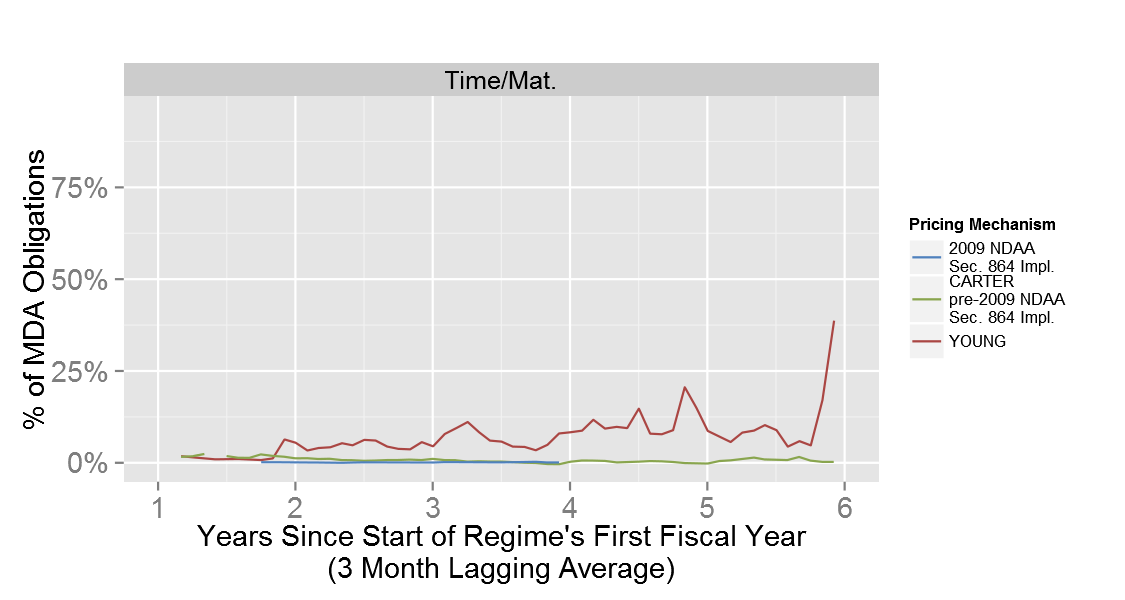 Time/Mat.
% of MDA Obligations
75%
50%
25%
0%
1 2 3 4 5 6
Years Since Start of Regime's First Fiscal Year
(3 Month Lagging Average)
Pricing Mechanism
2009 NDAA
Sec. 864 Impl.
CARTER
pre-2009 NDAA
Sec. 864 Impl.
YOUNG